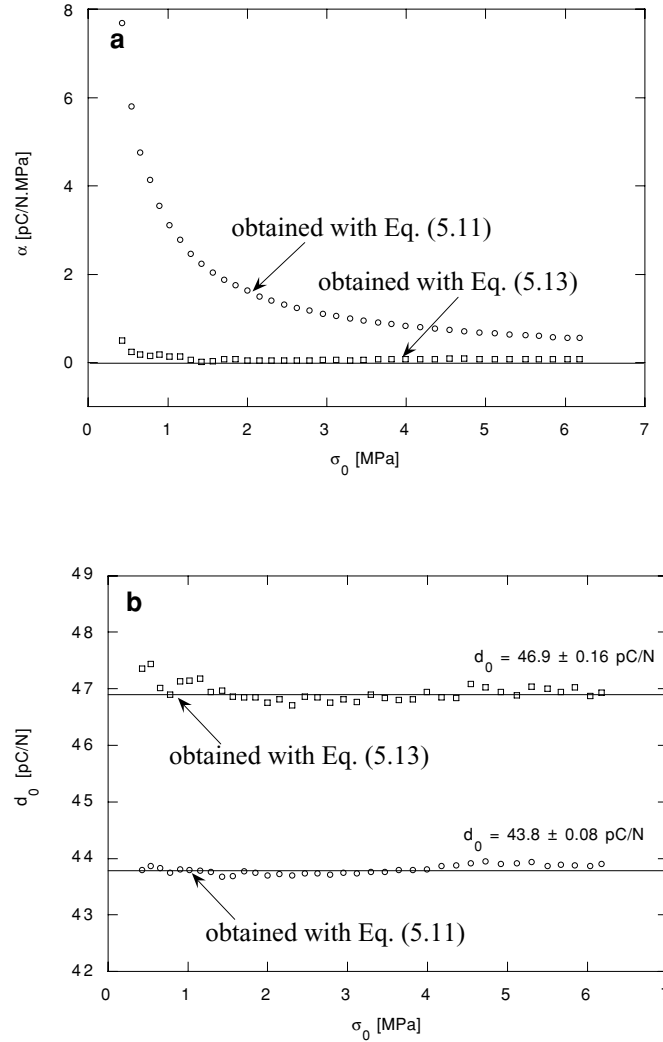 a
8
6
4
2
0
α [pC/N.MPa]
obtained with Eq. (5.11)
obtained with Eq. (5.13)
0 1 2 3 4 5 6 7
σ0 [MPa]
b
49
48
47
46
45
44
43
42
d0 [pC/N]
d0 = 46.9 ± 0.16 pC/N
obtained with Eq. (5.13)
d0 = 43.8 ± 0.08 pC/N
obtained with Eq. (5.11)
0 1 2 3 4 5 6
σ0 [MPa]